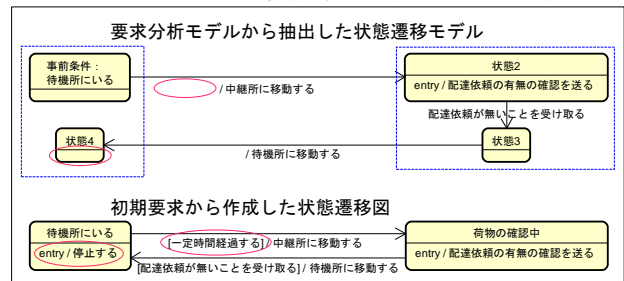 要求分析モデルから抽出した状態遷移モデル
事前条件：
待機所にいる
/ 中継所に移動する
状態2
entry / 配達依頼の有無の確認を送る
配達依頼が無いことを受け取る
状態4
/ 待機所に移動する
状態3
初期要求から作成した状態遷移図
待機所にいる
entry / 停止する
[一定時間経過する] / 中継所に移動する
[配達依頼が無いことを受け取る] / 待機所に移動する
荷物の確認中
entry / 配達依頼の有無の確認を送る